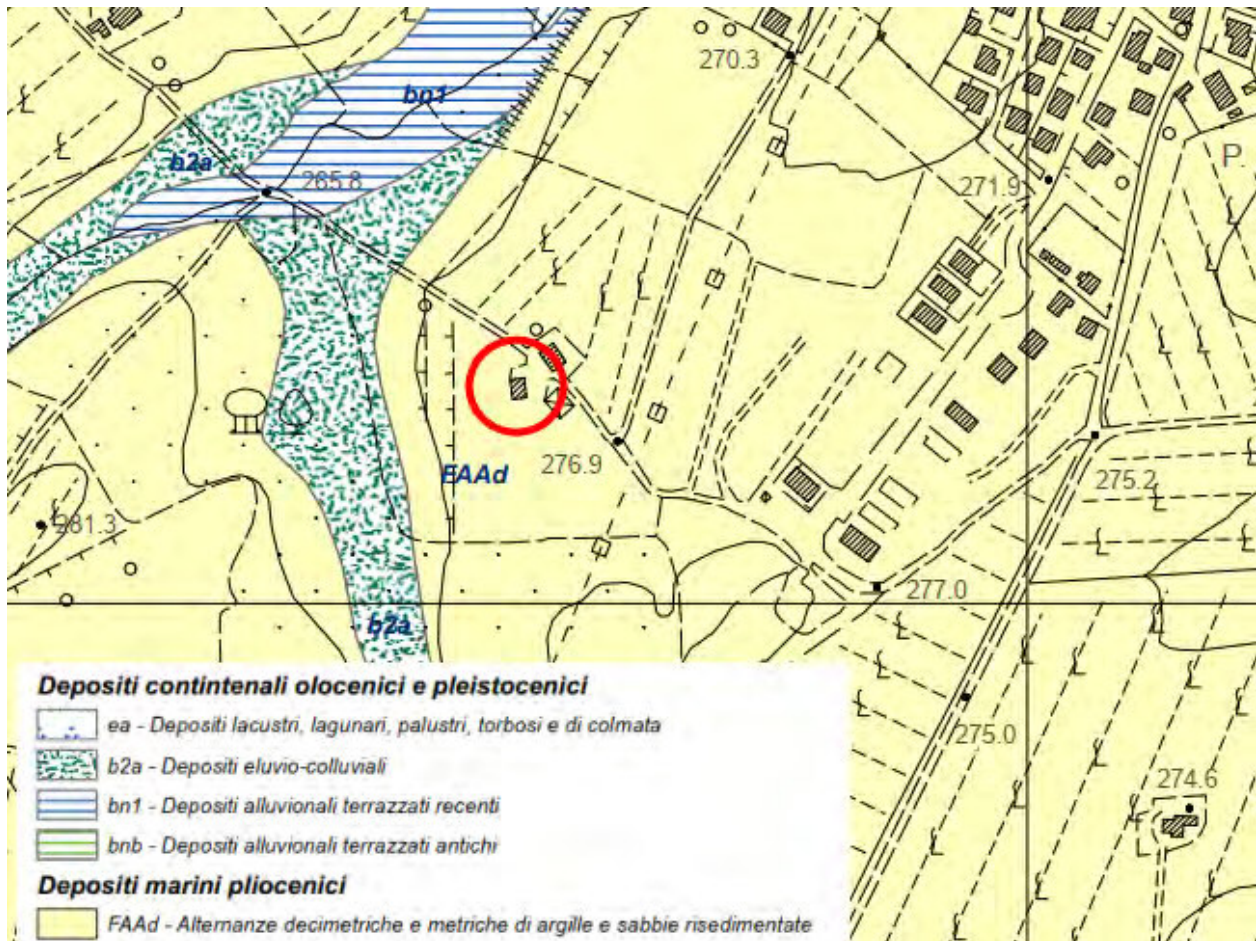 bn1
270.3
b2a
265.8
271.9
P.
276.9
FAAd
275.2
281.3
277.0
b2a
275.0
274.6
Depositi contintenali olocenici e pleistocenici
ea - Depositi lacustri, lagunari, palustri, torbosi e di colmata
b2a - Depositi eluvio-colluviali
bn1 - Depositi alluvionali terrazzati recenti
bnb - Depositi alluvionali terrazzati antichi
Depositi marini pliocenici
FAAd - Alternanze decimetriche e metriche di argille e sabbie risedimentate